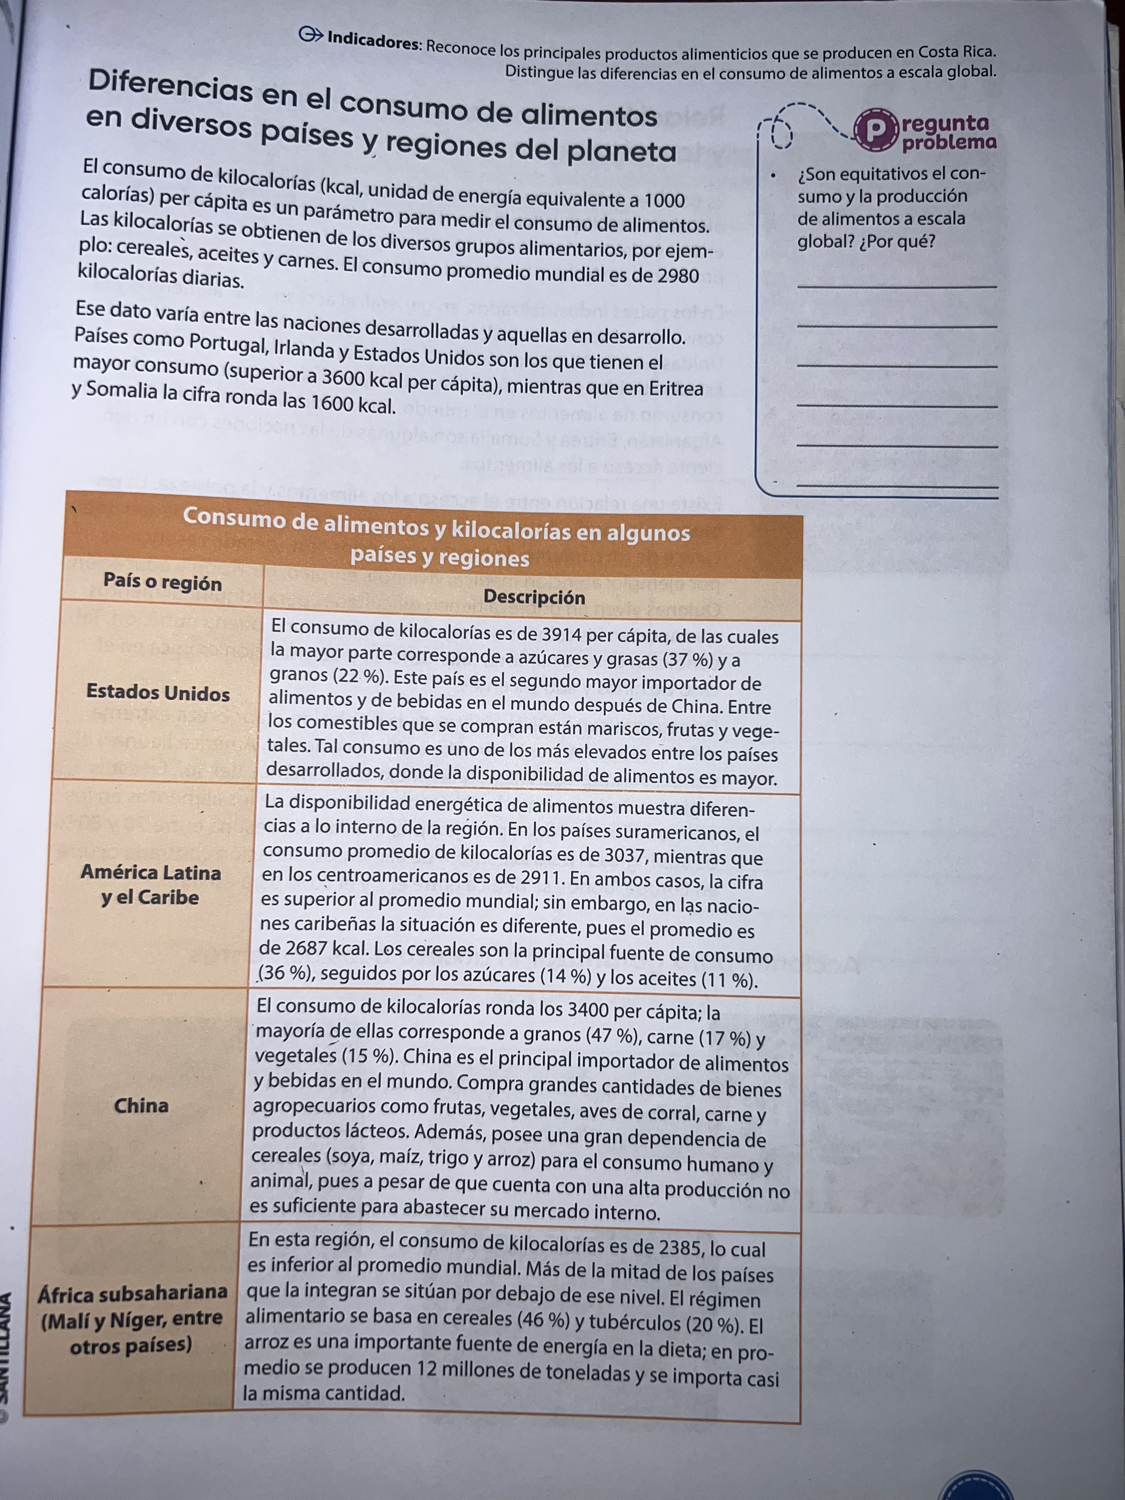 Indicadores: Reconoce los principales productos alimenticios que se producen en Costa Rica.
Distingue las diferencias en el consumo de alimentos a escala global.
Diferencias en el consumo de alimentos
en diversos países y regiones del planeta
El consumo de kilocalorías (kcal, unidad de energía equivalente a 1000
calorías) per cápita es un parámetro para medir el consumo de alimentos.
Las kilocalorías se obtienen de los diversos grupos alimentarios, por ejem-
plo: cereales, aceites y carnes. El consumo promedio mundial es de 2980
kilocalorías diarias.
Ese dato varía entre las naciones desarrolladas y aquellas en desarrollo.
Países como Portugal, Irlanda y Estados Unidos son los que tienen el
mayor consumo (superior a 3600 kcal per cápita), mientras que en Eritrea
y Somalia la cifra ronda las 1600 kcal.
Pregunta
problema
• ¿Son equitativos el con-
sumo y la producción
de alimentos a escala
global? ¿Por qué?
Consumo de alimentos y kilocalorías en algunos
países y regiones
País o región
Descripción
Estados Unidos
El consumo de kilocalorías es de 3914 per cápita, de las cuales
la mayor parte corresponde a azúcares y grasas (37 %) y a
granos (22 %). Este país es el segundo mayor importador de
alimentos y de bebidas en el mundo después de China. Entre
los comestibles que se compran están mariscos, frutas y vege-
tales. Tal consumo es uno de los más elevados entre los países
desarrollados, donde la disponibilidad de alimentos es mayor.
América Latina
y el Caribe
La disponibilidad energética de alimentos muestra diferen-
cias a lo interno de la región. En los países suramericanos, el
consumo promedio de kilocalorías es de 3037, mientras que
en los centroamericanos es de 2911. En ambos casos, la cifra
es superior al promedio mundial; sin embargo, en las nacio-
nes caribeñas la situación es diferente, pues el promedio es
de 2687 kcal. Los cereales son la principal fuente de consumo
(36 %), seguidos por los azúcares (14 %) y los aceites (11 %).
China
El consumo de kilocalorías ronda los 3400 per cápita; la
mayoría de ellas corresponde a granos (47 %), carne (17 %) y
vegetales (15 %). China es el principal importador de alimentos
y bebidas en el mundo. Compra grandes cantidades de bienes
agropecuarios como frutas, vegetales, aves de corral, carne y
productos lácteos. Además, posee una gran dependencia de
cereales (soya, maíz, trigo y arroz) para el consumo humano y
animal, pues a pesar de que cuenta con una alta producción no
es suficiente para abastecer su mercado interno.
África subsahariana
(Malí y Níger, entre
otros países)
En esta región, el consumo de kilocalorías es de 2385, lo cual
es inferior al promedio mundial. Más de la mitad de los países
que la integran se sitúan por debajo de ese nivel. El régimen
alimentario se basa en cereales (46 %) y tubérculos (20 %). El
arroz es una importante fuente de energía en la dieta; en pro-
medio se producen 12 millones de toneladas y se importa casi
la misma cantidad.
© SANTILLANA